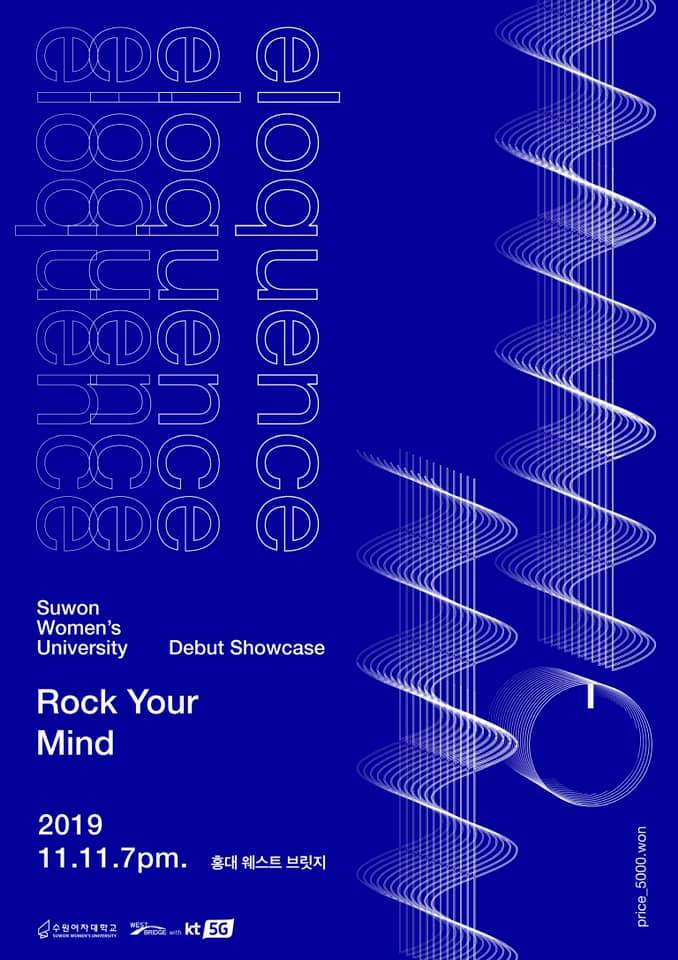 eloquence
eloquence
eloquence
eloquence
Suwon
Women's
University
Debut Showcase
Rock Your
Mind
2019
11.11.7pm.
홍대 웨스트 브릿지
price_5000.won
수원여자대학교
SUWON WOMEN'S UNIVERSITY
WEST
BRIDGE with kt 5G